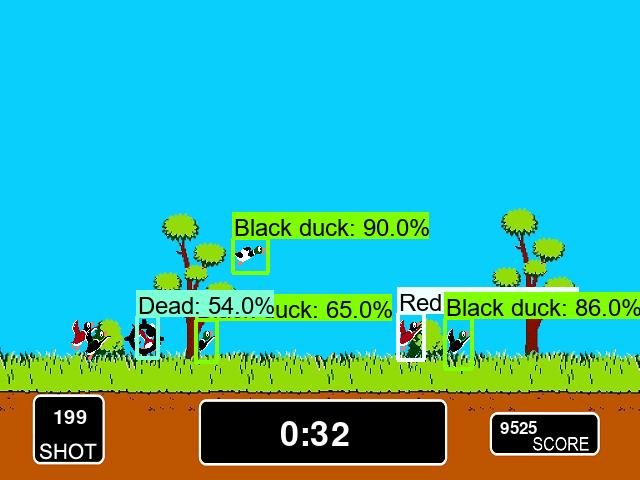 Black duck: 90.0%
Dead: 54.0%
duck: 65.0%
Red
Black duck: 86.0%
199
SHOT
0:32
9525
SCORE